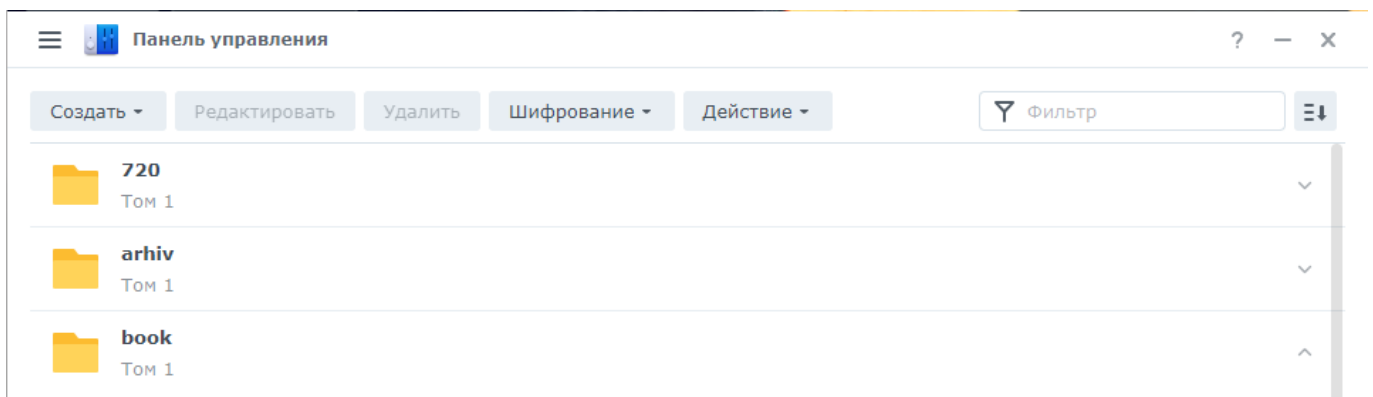 Панель управления
Создать Редактировать Удалить Шифрование Действие Фильтр
720
Том 1
arhiv
Том 1
book
Том 1